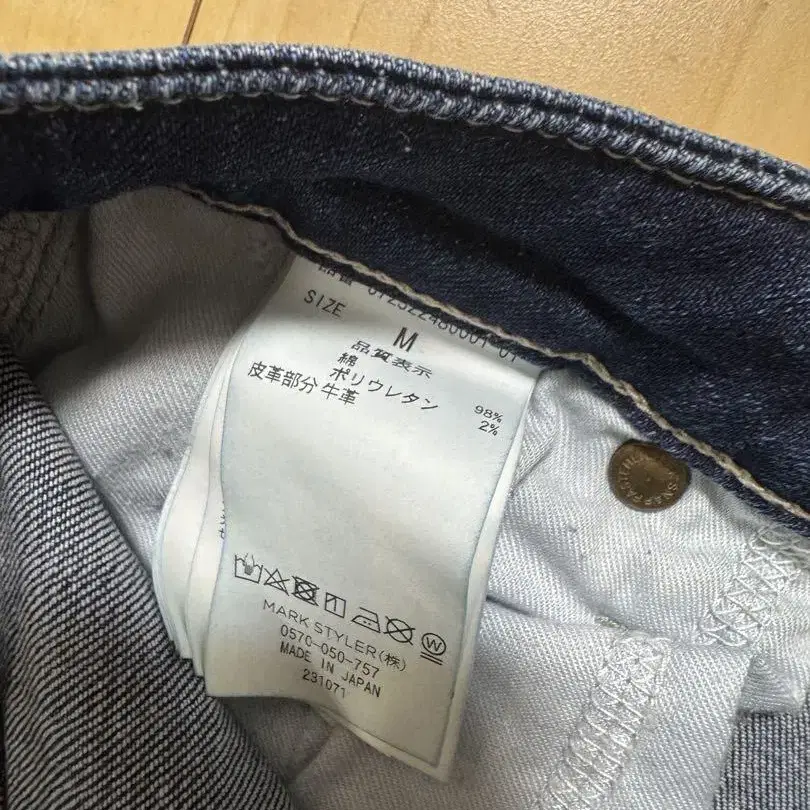 SIZE
M
品質表示
綿 98%
ポリウレタン 2%
皮革部分 牛革
MARK STYLER(株)
0570-050-757
MADE IN JAPAN
231071